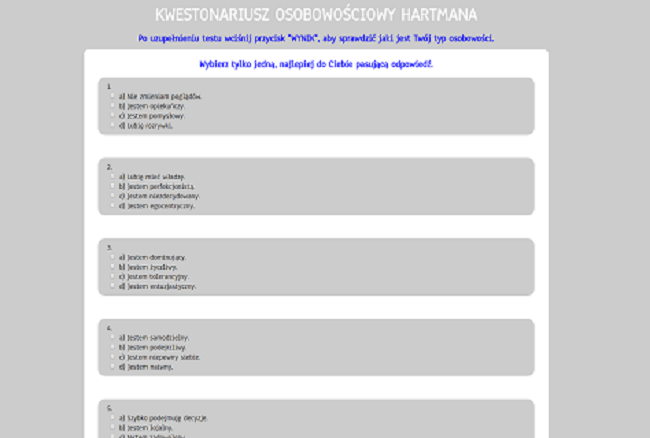 KWESTONARIUSZ OSOBOWOŚCIOWY HARTMANA
Po uzupełnieniu testu wciśnij przycisk "WYNIK", aby sprawdzić jaki jest Twój typ osobowości.
Wybierz tylko jedną, najlepiej do Ciebie pasującą odpowiedź.
1.
a) Nie zmieniam poglądów.
b) Jestem opiekuńczy.
c) Jestem pomysłowy.
d) Lubię rozrywki.
2.
a) Lubię mieć władzę.
b) Jestem perfekcjonistą.
c) Jestem niezdecydowany.
d) Jestem egocentryczny.
3.
a) Jestem dominujący.
b) Jestem życzliwy.
c) Jestem tolerancyjny.
d) Jestem entuzjastyczny.
4.
a) Jestem samodzielny.
b) Jestem podejrzliwy.
c) Jestem niepewny siebie.
d) Jestem naiwny.
5.
a) Szybko podejmuję decyzje.
b) Jestem lojalny.
c) Jestem